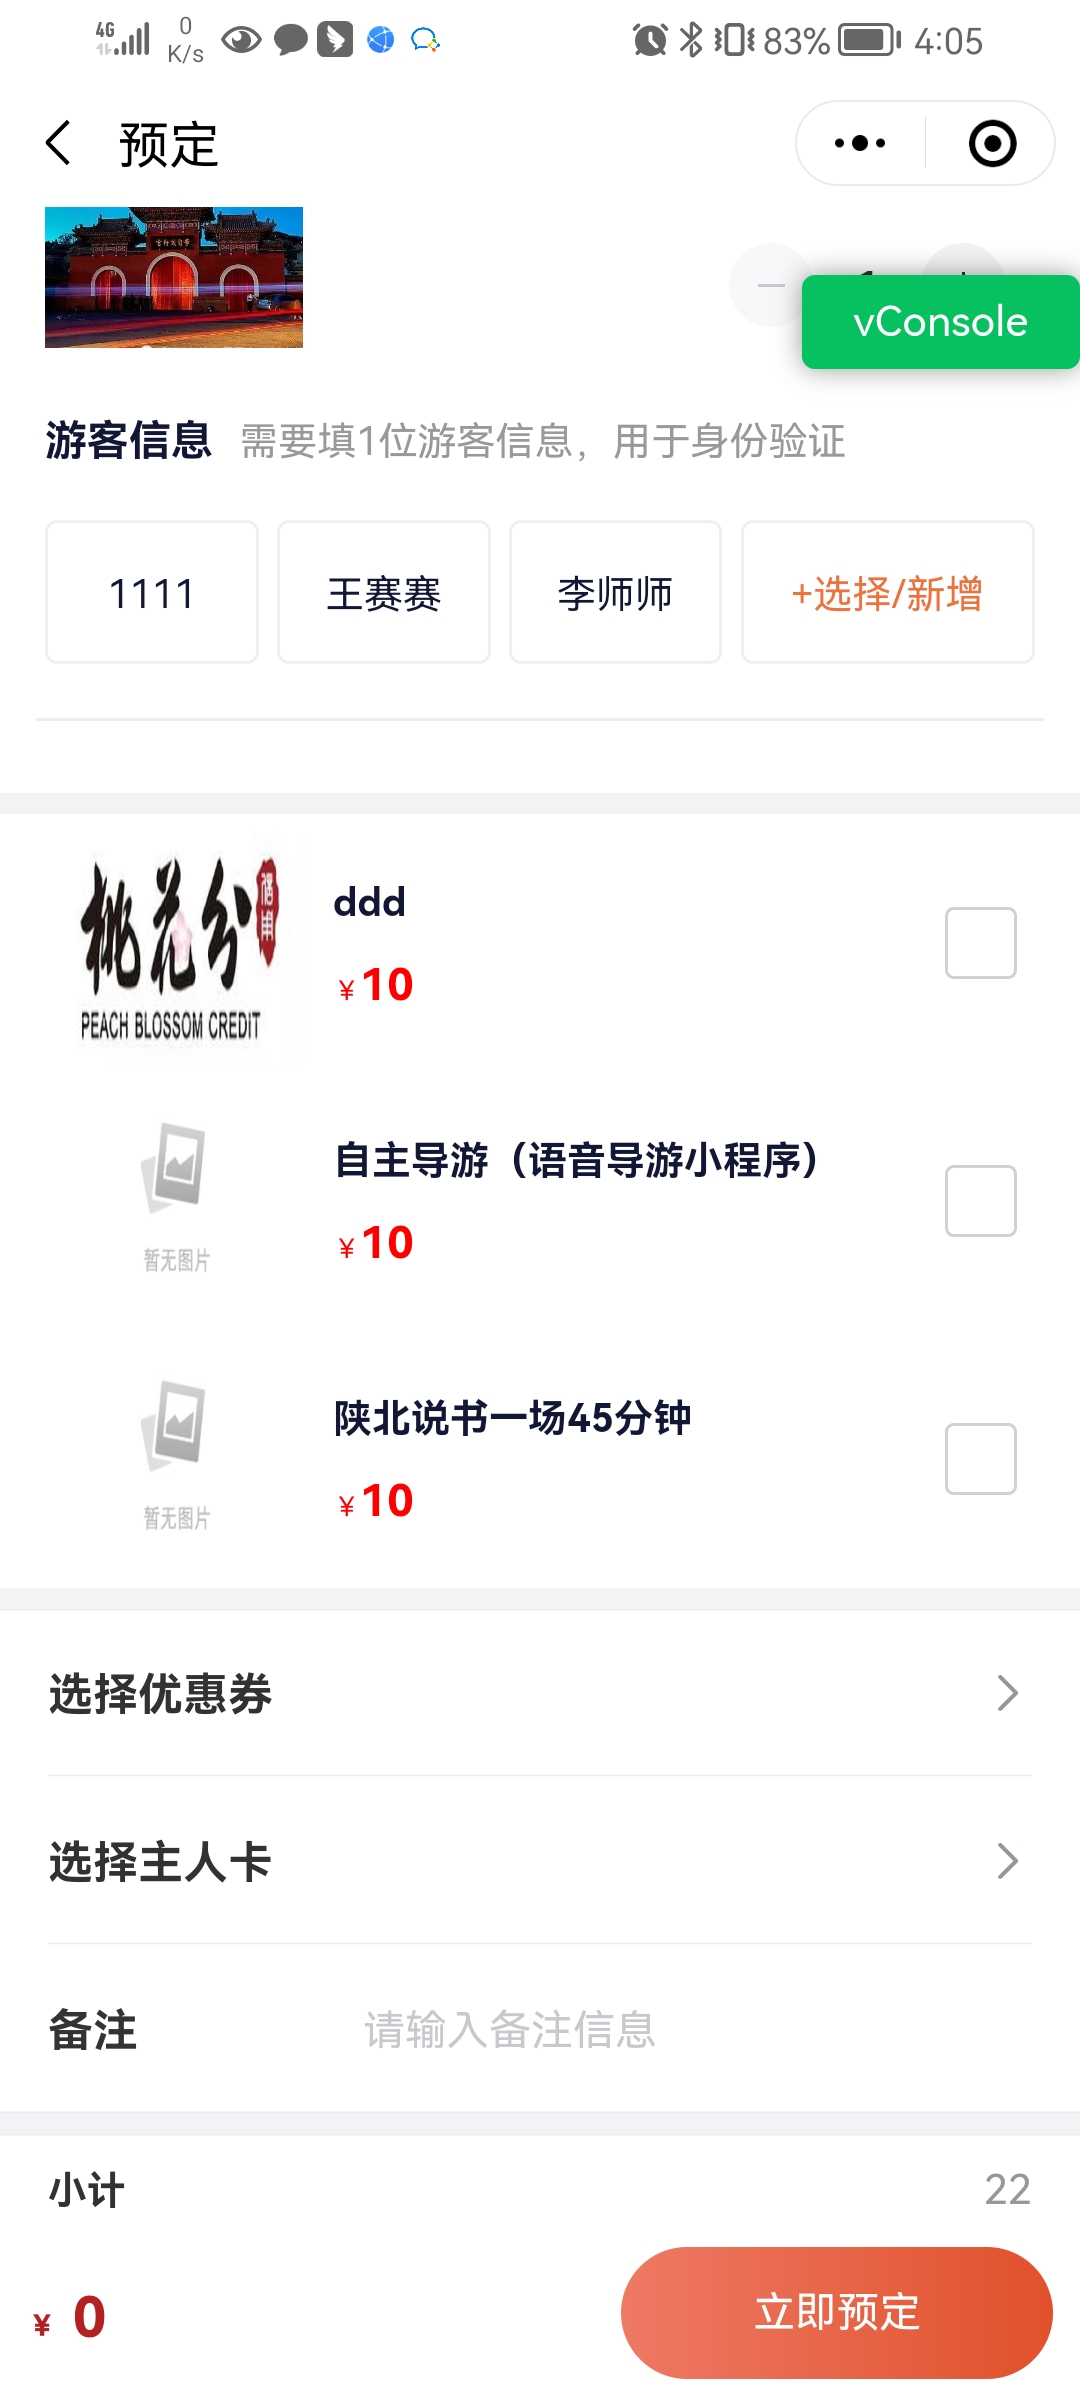 4G 0 K/s 83% 4:05
预定
vConsole
游客信息 需要填1位游客信息，用于身份验证
1111 王赛赛 李师师 +选择/新增
桃花分
PEACH BLOSSOM CREDIT
ddd
¥10
自主导游（语音导游小程序）
¥10
暂无图片
陕北说书一场45分钟
¥10
暂无图片
选择优惠券
选择主人卡
备注 请输入备注信息
小计 22
¥ 0 立即预定